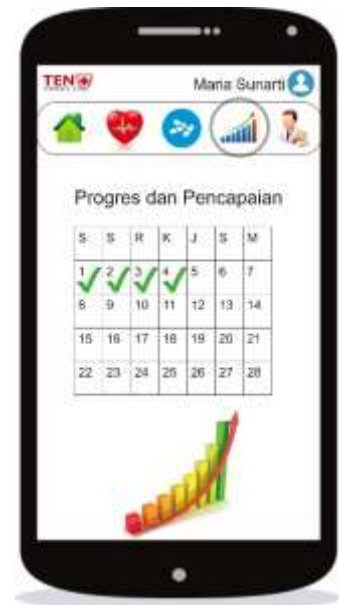 TEN
Maria Sunarti
Progres dan Pencapaian
S S R K J S M
1 2 3 4 5 6 7
8 9 10 11 12 13 14
15 16 17 18 19 20 21
22 23 24 25 26 27 28